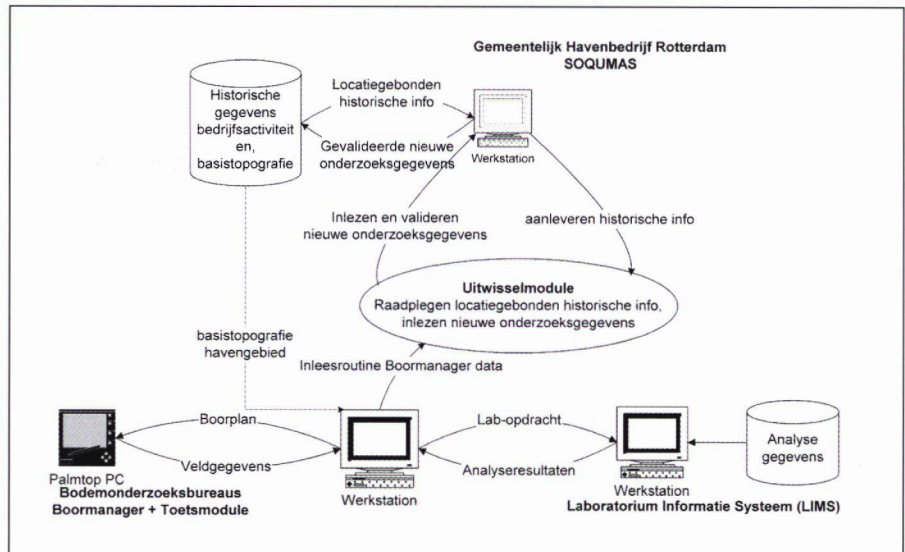 Gemeentelijk Havenbedrijf Rotterdam
SOQUMAS
Historische
gegevens
bedrijfsactiviteit
en,
basistopografie
Locatiegebonden
historische info
Gevalideerde nieuwe
onderzoeksgegevens
Werkstation
Inlezen en valideren
nieuwe onderzoeksgegevens
aanleveren historische info
Uitwisselmodule
Raadplegen locatiegebonden historische info,
inlezen nieuwe onderzoeksgegevens
basistopografie
havengebied
Inleesroutine Boormanager data
Boorplan
Veldgegevens
Palmtop PC
Bodemonderzoeksbureaus
Boormanager + Toetsmodule
Werkstation
Lab-opdracht
Analyseresultaten
Werkstation
Laboratorium Informatie Systeem (LIMS)
Analyse
gegevens